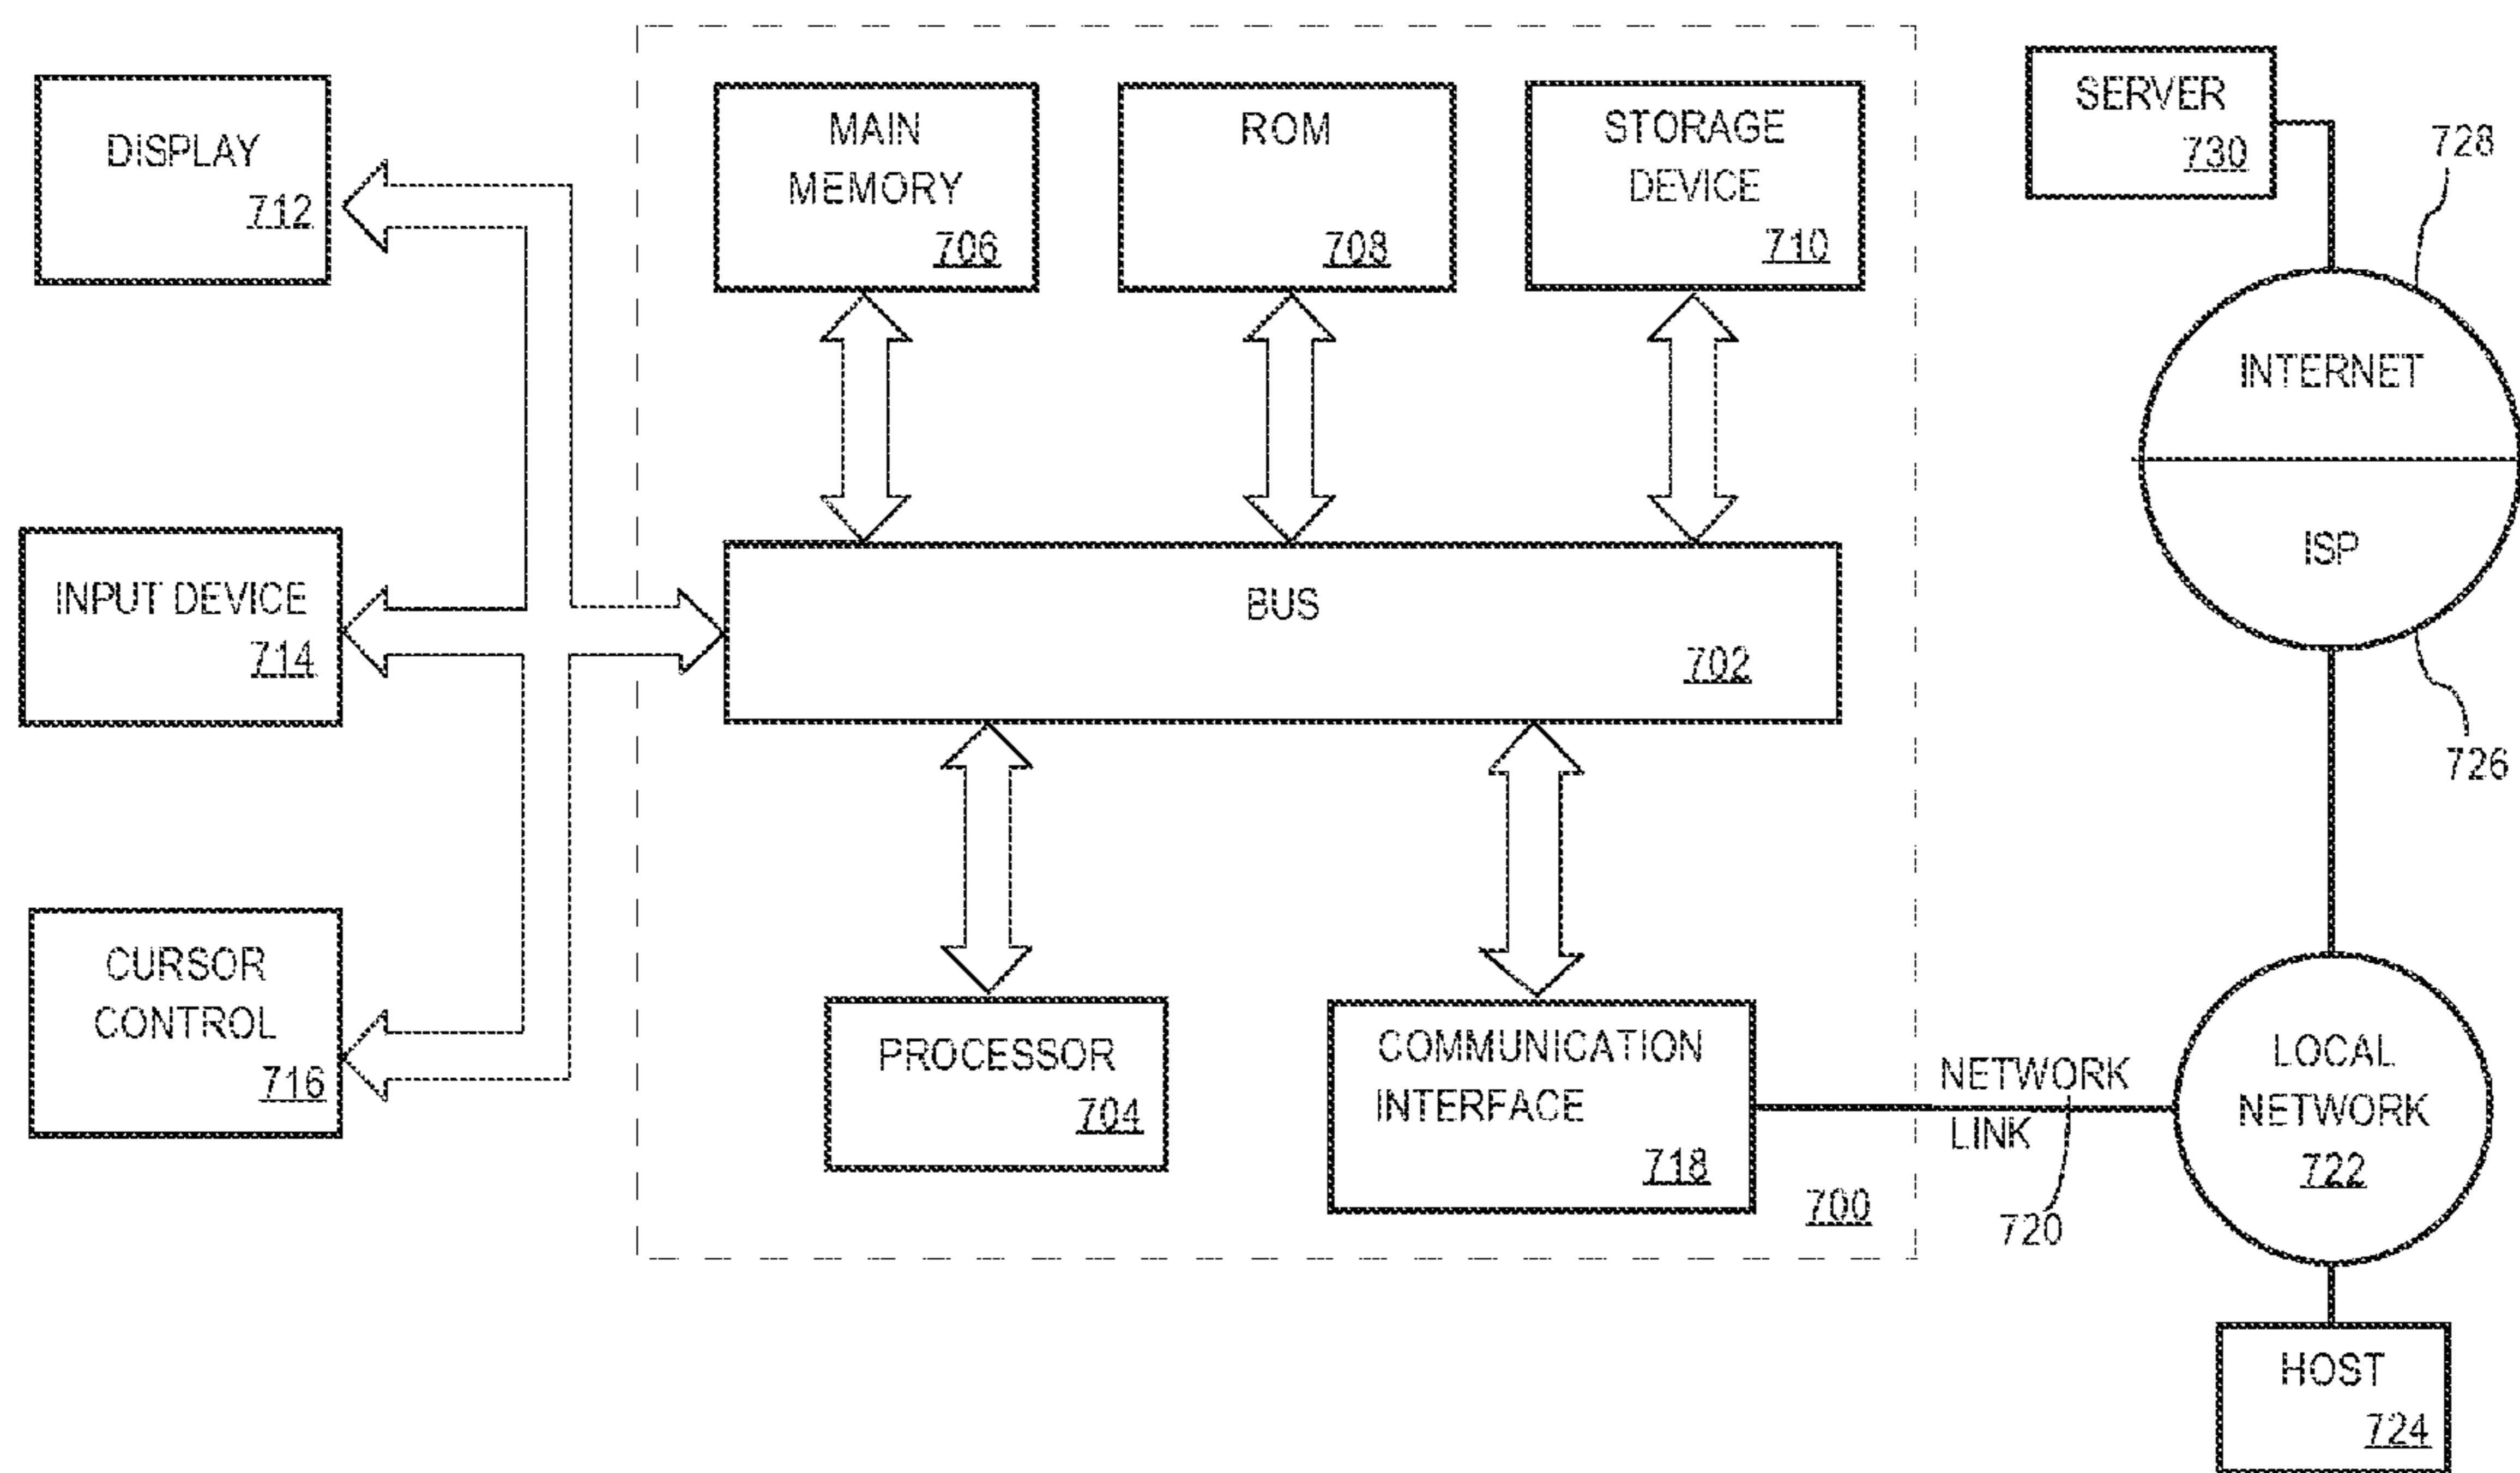 DISPLAY
712
INPUT DEVICE
714
CURSOR
CONTROL
716
MAIN
MEMORY
706
ROM
708
STORAGE
DEVICE
710
BUS
702
PROCESSOR
704
COMMUNICATION
INTERFACE
718
700
NETWORK
LINK
720
SERVER
730
728
INTERNET
ISP
726
LOCAL
NETWORK
722
HOST
724